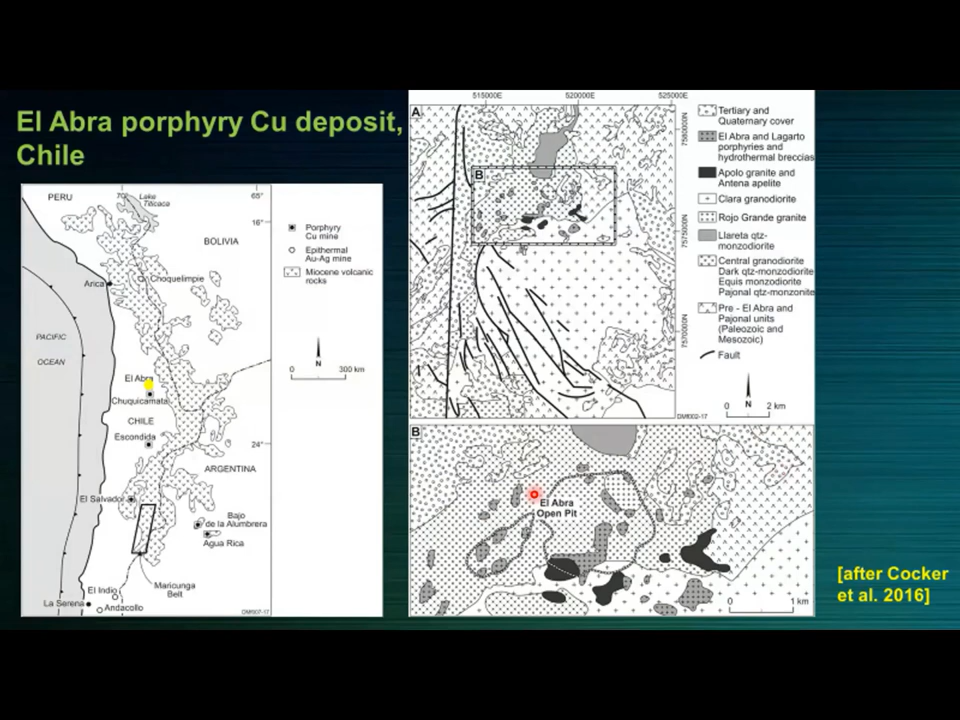 El Abra porphyry Cu deposit,
Chile
PERU
70°
Lake
Titicaca
65°
16°
BOLIVIA
Arica
Choquelimpie
PACIFIC
OCEAN
El Abra
Chuquicamata
CHILE
Escondida
24°
ARGENTINA
El Salvador
Bajo
de la Alumbrera
Agua Rica
Maricunga
Belt
El Indio
La Serena
Andacollo
Porphyry
Cu mine
Epithermal
Au-Ag mine
Miocene volcanic
rocks
N
0 300 km
515000E 520000E 525000E
A
B
7580000N
7575000N
7570000N
Tertiary and
Quaternary cover
El Abra and Lagarto
porphyries and
hydrothermal breccias
Apolo granite and
Antena apelite
Clara granodiorite
Rojo Grande granite
Llareta qtz-
monzodiorite
Central granodiorite
Dark qtz-monzodiorite
Equis monzodiorite
Pajonal qtz-monzonite
Pre - El Abra and
Pajonal units
(Paleozoic and
Mesozoic)
Fault
N
0 2 km
B
El Abra
Open Pit
0 1 km
[after Cocker
et al. 2016]